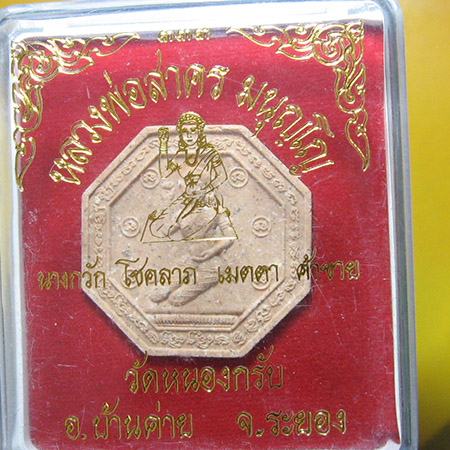 หลวงพ่อสาคร มนุญฺโญ
นางกวัก โชคลาภ เมตตา ค้าขาย
วัดหนองกรับ
อ.บ้านค่าย จ.ระยอง